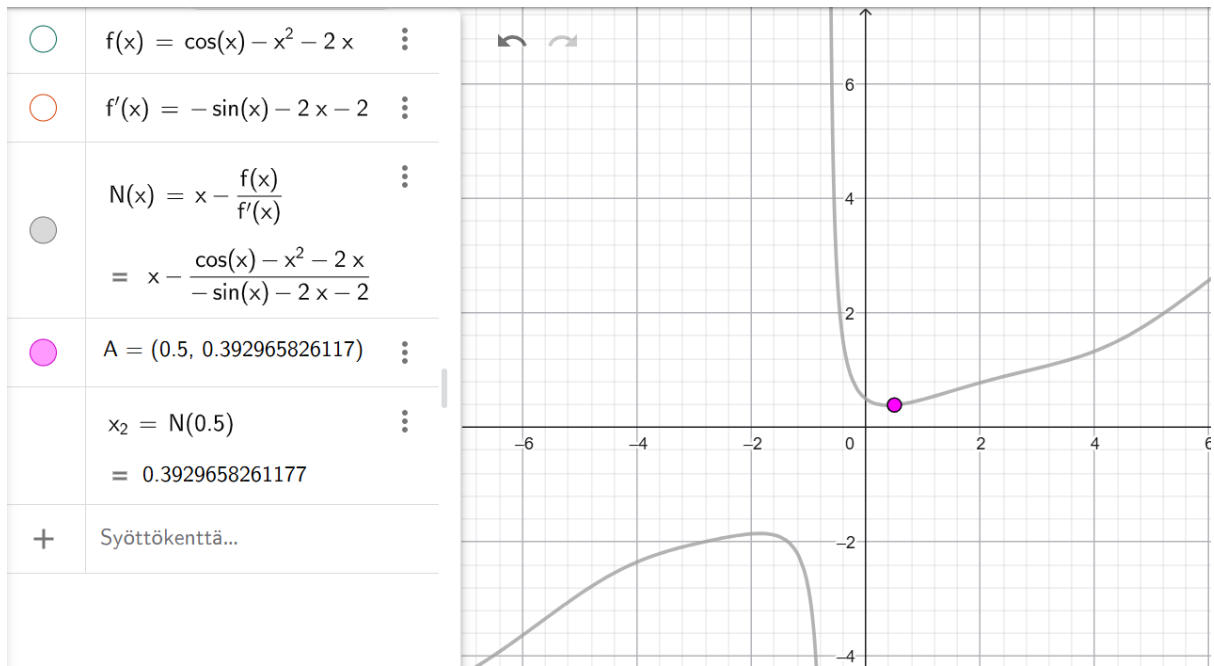 f(x) = cos(x) − x² − 2 x
f′(x) = − sin(x) − 2 x − 2
N(x) = x − f(x) / f′(x)
= x − cos(x) − x² − 2 x / − sin(x) − 2 x − 2
A = (0.5, 0.392965826117)
x₂ = N(0.5)
= 0.3929658261177
+ Syöttökenttä...
6
4
2
−6 −4 −2 0 2 4 6
−2
−4